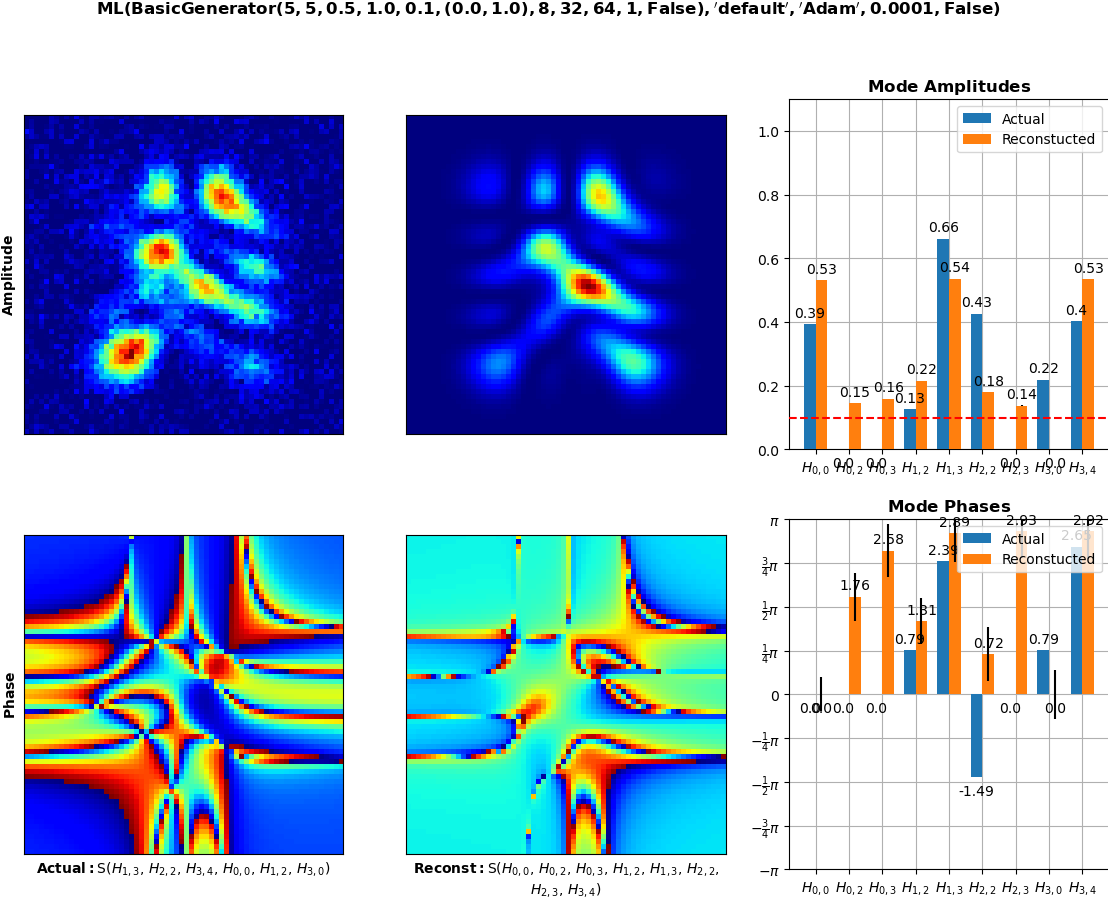 ML(BasicGenerator(5, 5, 0.5, 1.0, 0.1, (0.0, 1.0), 8, 32, 64, 1, False), ′default′, ′Adam′, 0.0001, False)
Amplitude
Mode Amplitudes
Actual
Reconstucted
1.0
0.8
0.6
0.4
0.2
0.0
0.39
0.53
0.0
0.15
0.0
0.16
0.13
0.22
0.66
0.54
0.43
0.18
0.0
0.14
0.22
0.0
0.4
0.53
H0,0 H0,2 H0,3 H1,2 H1,3 H2,2 H2,3 H3,0 H3,4
Phase
Actual: S(H1,3, H2,2, H3,4, H0,0, H1,2, H3,0)
Reconst: S(H0,0, H0,2, H0,3, H1,2, H1,3, H2,2,
H2,3, H3,4)
Mode Phases
Actual
Reconstucted
π
3/4π
1/2π
1/4π
0
−1/4π
−1/2π
−3/4π
−π
0.0
0.0
0.0
1.76
0.0
2.58
0.79
1.31
2.39
2.89
-1.49
0.72
0.0
2.93
0.79
0.0
2.65
2.92
H0,0 H0,2 H0,3 H1,2 H1,3 H2,2 H2,3 H3,0 H3,4